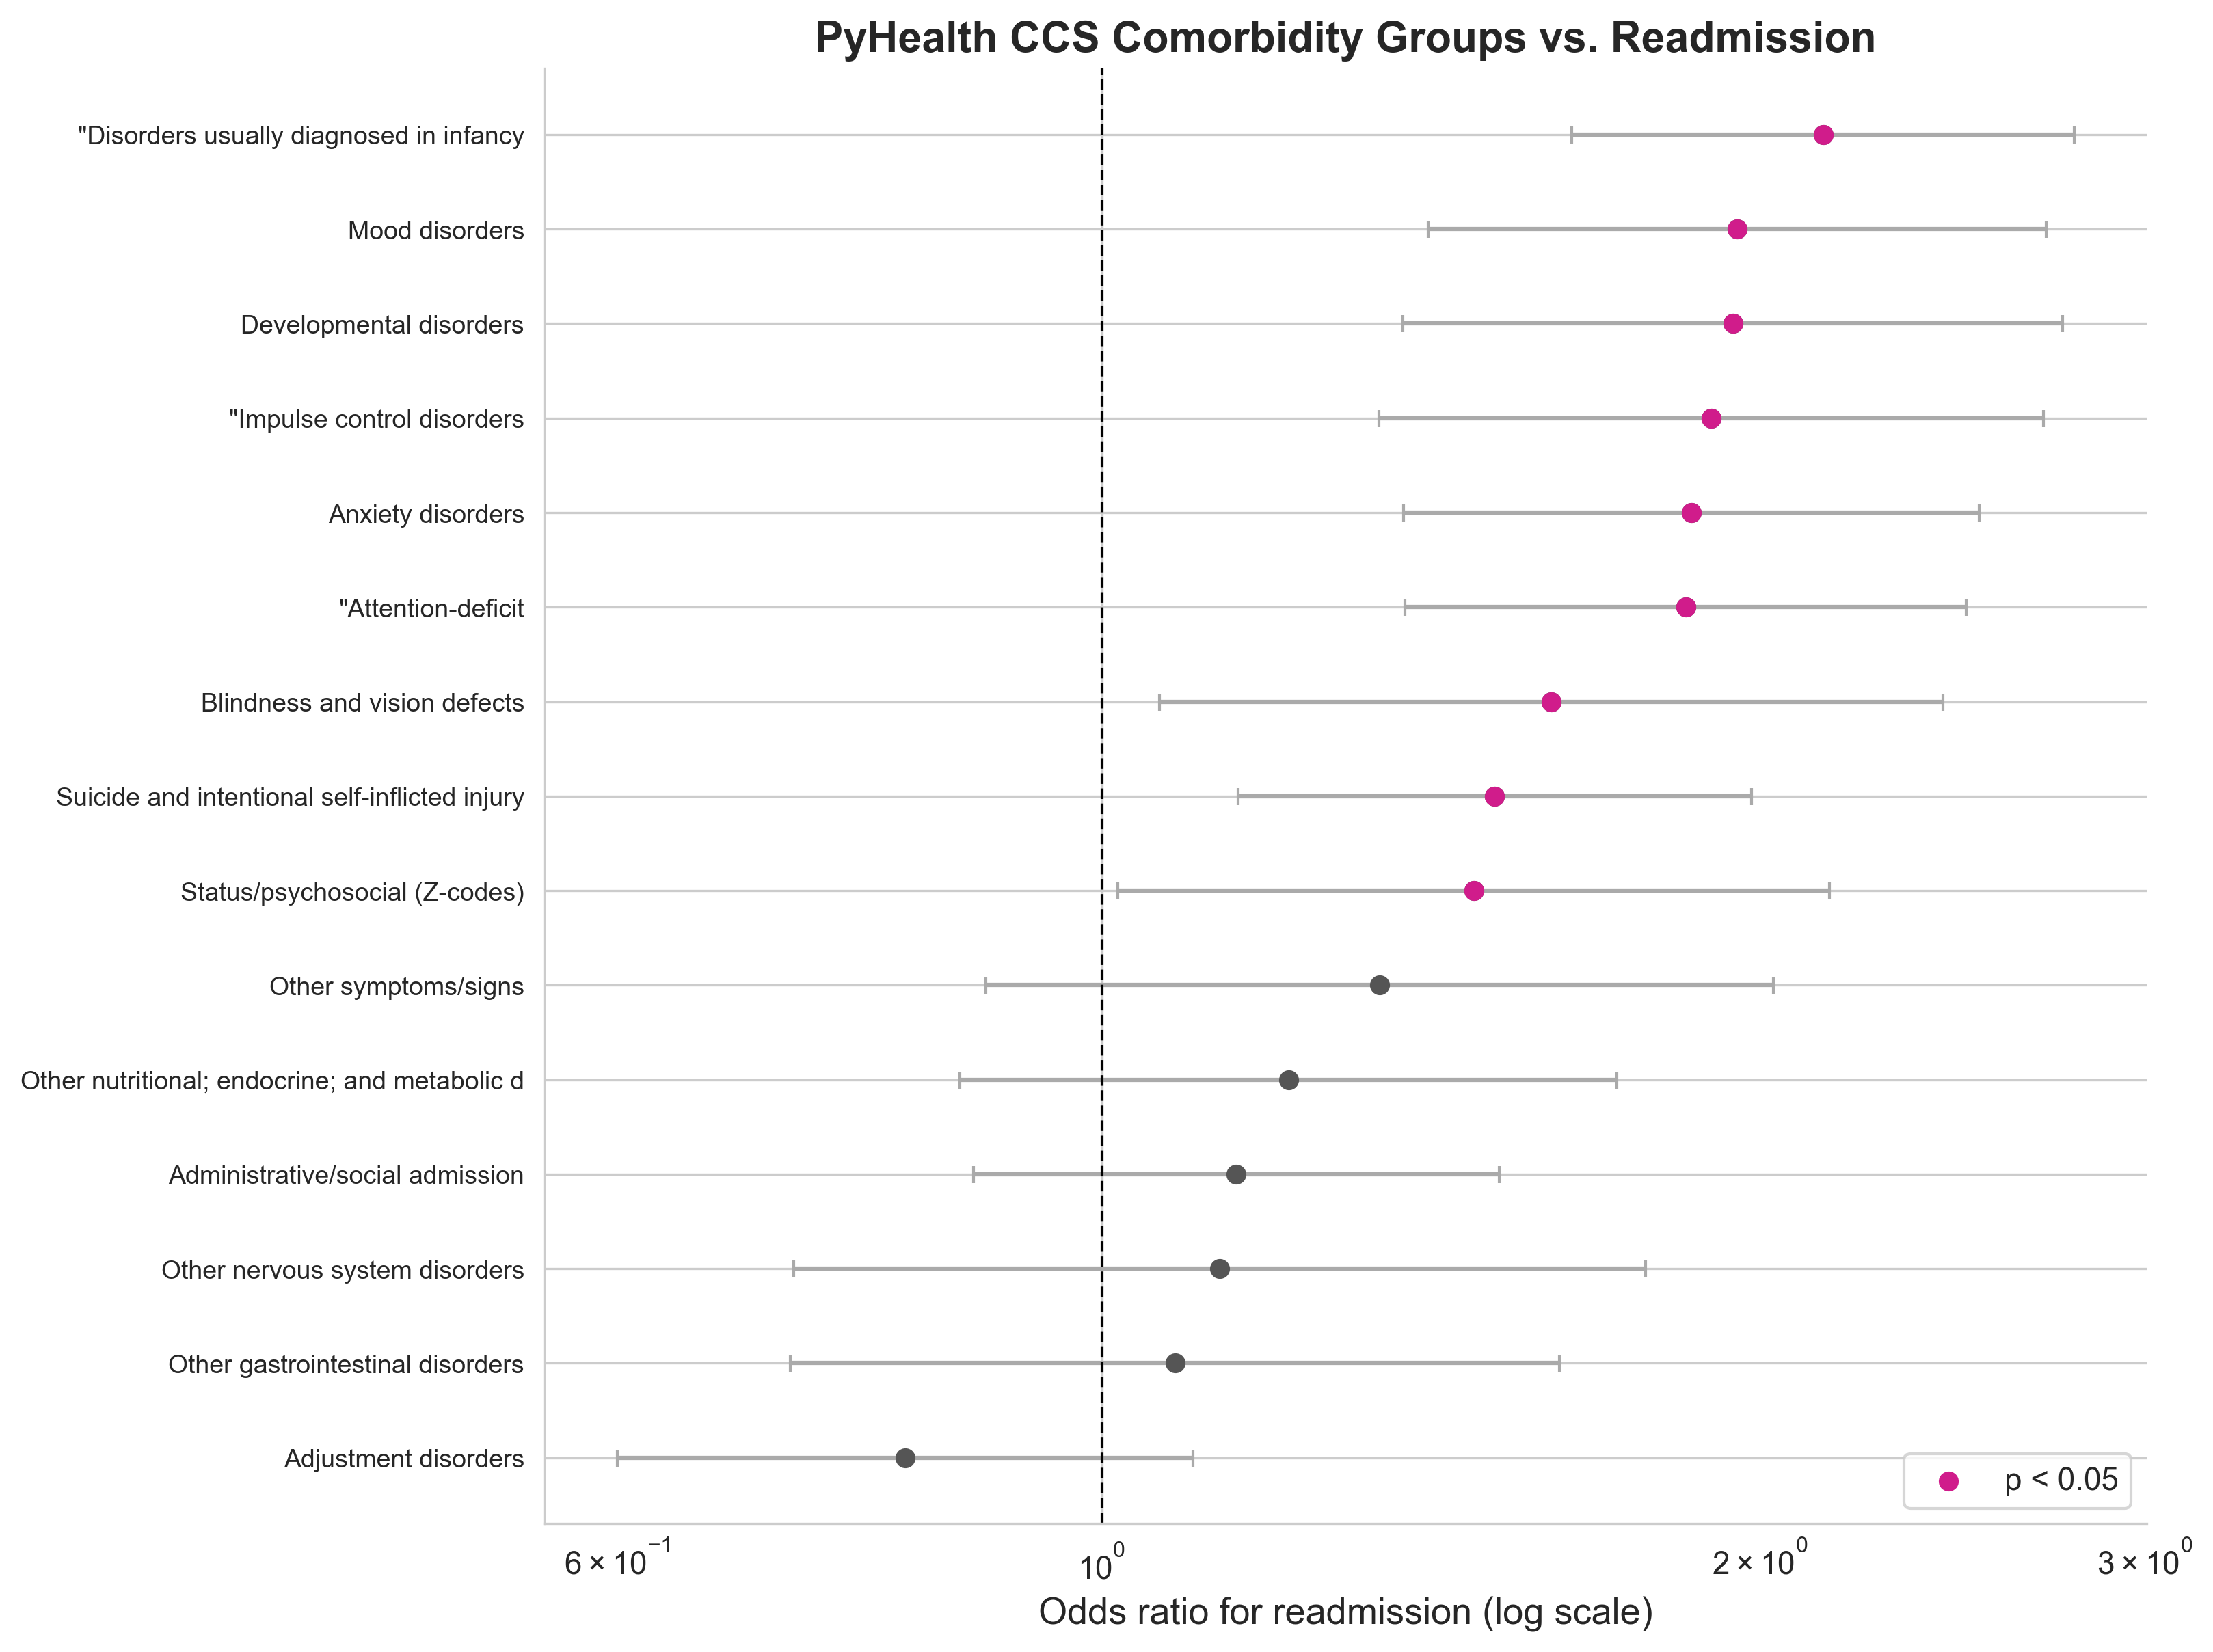 PyHealth CCS Comorbidity Groups vs. Readmission
"Disorders usually diagnosed in infancy
Mood disorders
Developmental disorders
"Impulse control disorders
Anxiety disorders
"Attention-deficit
Blindness and vision defects
Suicide and intentional self-inflicted injury
Status/psychosocial (Z-codes)
Other symptoms/signs
Other nutritional; endocrine; and metabolic d
Administrative/social admission
Other nervous system disorders
Other gastrointestinal disorders
Adjustment disorders
p < 0.05
6 × 10⁻¹ 10⁰ 2 × 10⁰ 3 × 10⁰
Odds ratio for readmission (log scale)